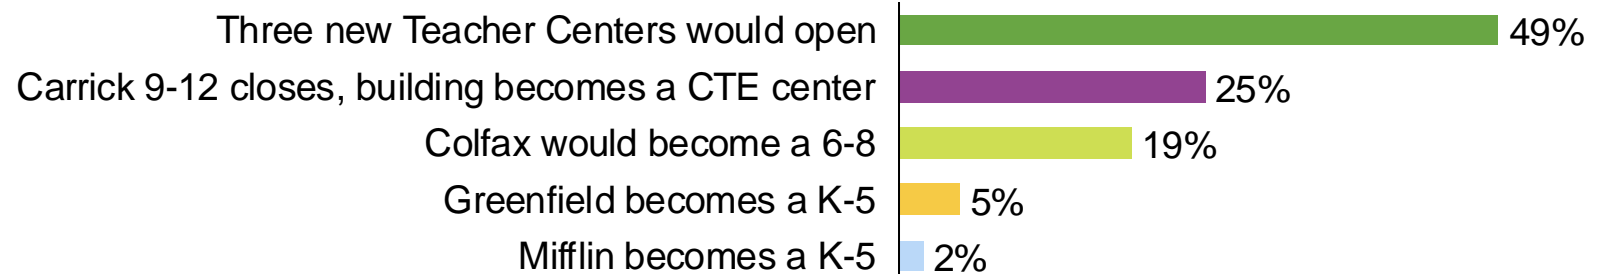 Three new Teacher Centers would open 49%
Carrick 9-12 closes, building becomes a CTE center 25%
Colfax would become a 6-8 19%
Greenfield becomes a K-5 5%
Mifflin becomes a K-5 2%